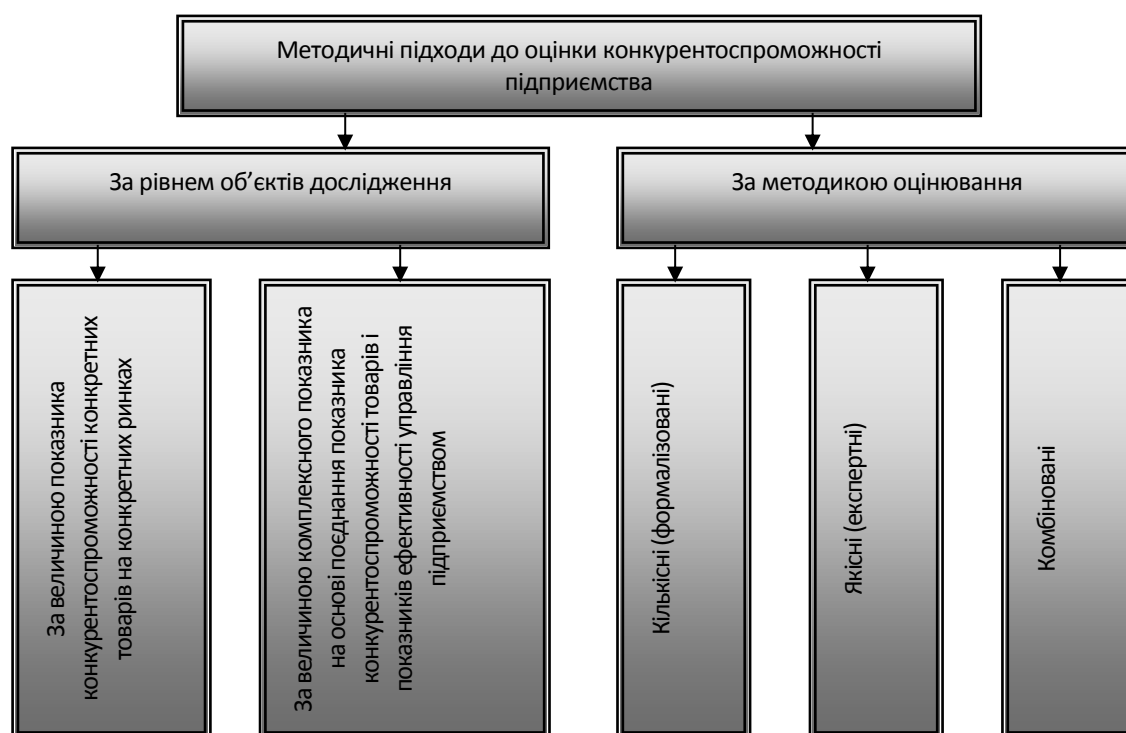 Методичні підходи до оцінки конкурентоспроможності
підприємства
За рівнем об’єктів дослідження
За методикою оцінювання
За величиною показника
конкурентоспроможності конкретних
товарів на конкретних ринках
За величиною комплексного показника
на основі поєднання показника
конкурентоспроможності товарів і
показників ефективності управління
підприємством
Кількісні (формалізовані)
Якісні (експертні)
Комбіновані